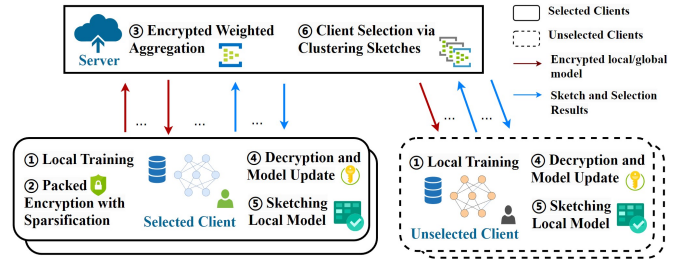 ③ Encrypted Weighted
Aggregation
Server
⑥ Client Selection via
Clustering Sketches
Selected Clients
Unselected Clients
Encrypted local/global
model
Sketch and Selection
Results
... ... ...
... ...
① Local Training
② Packed
Encryption with
Sparsification
Selected Client
④ Decryption and
Model Update
⑤ Sketching
Local Model
① Local Training
Unselected Client
④ Decryption and
Model Update
⑤ Sketching
Local Model